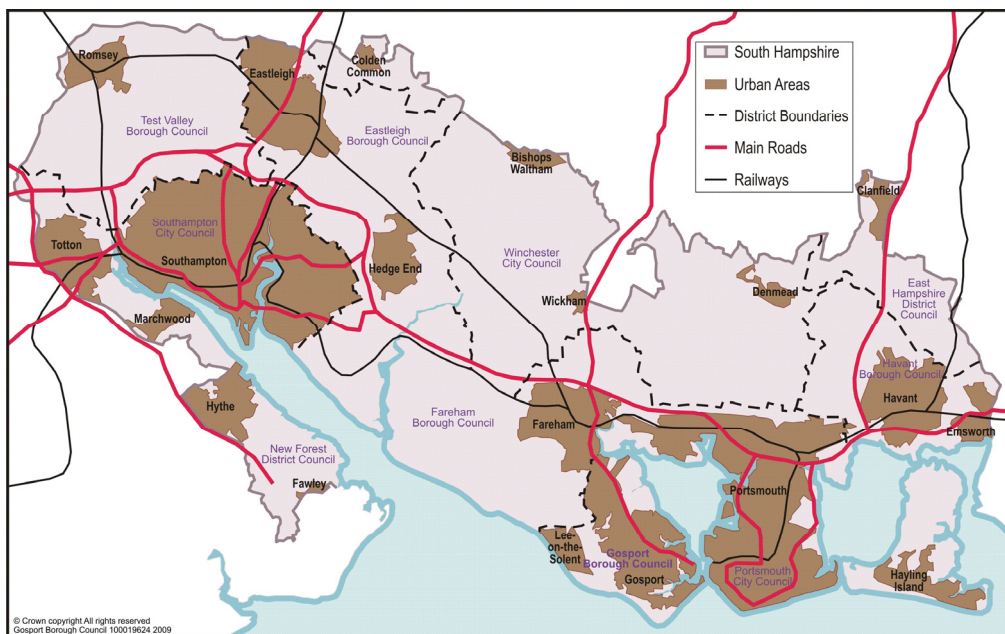 Romsey
Eastleigh
Colden
Common
Test Valley
Borough Council
Eastleigh
Borough Council
Bishops
Waltham
South Hampshire
Urban Areas
District Boundaries
Main Roads
Railways
Clanfield
Southampton
City Council
Totton
Southampton
Hedge End
Winchester
City Council
Wickham
Denmead
East
Hampshire
District
Council
Marchwood
Hythe
Fareham
Borough Council
Fareham
Havant
Borough Council
Havant
Emsworth
New Forest
District Council
Fawley
Portsmouth
Lee-
on-the-
Solent
Gosport
Borough Council
Gosport
Portsmouth
City Council
Hayling
Island
© Crown copyright All rights reserved
Gosport Borough Council 100019624 2009